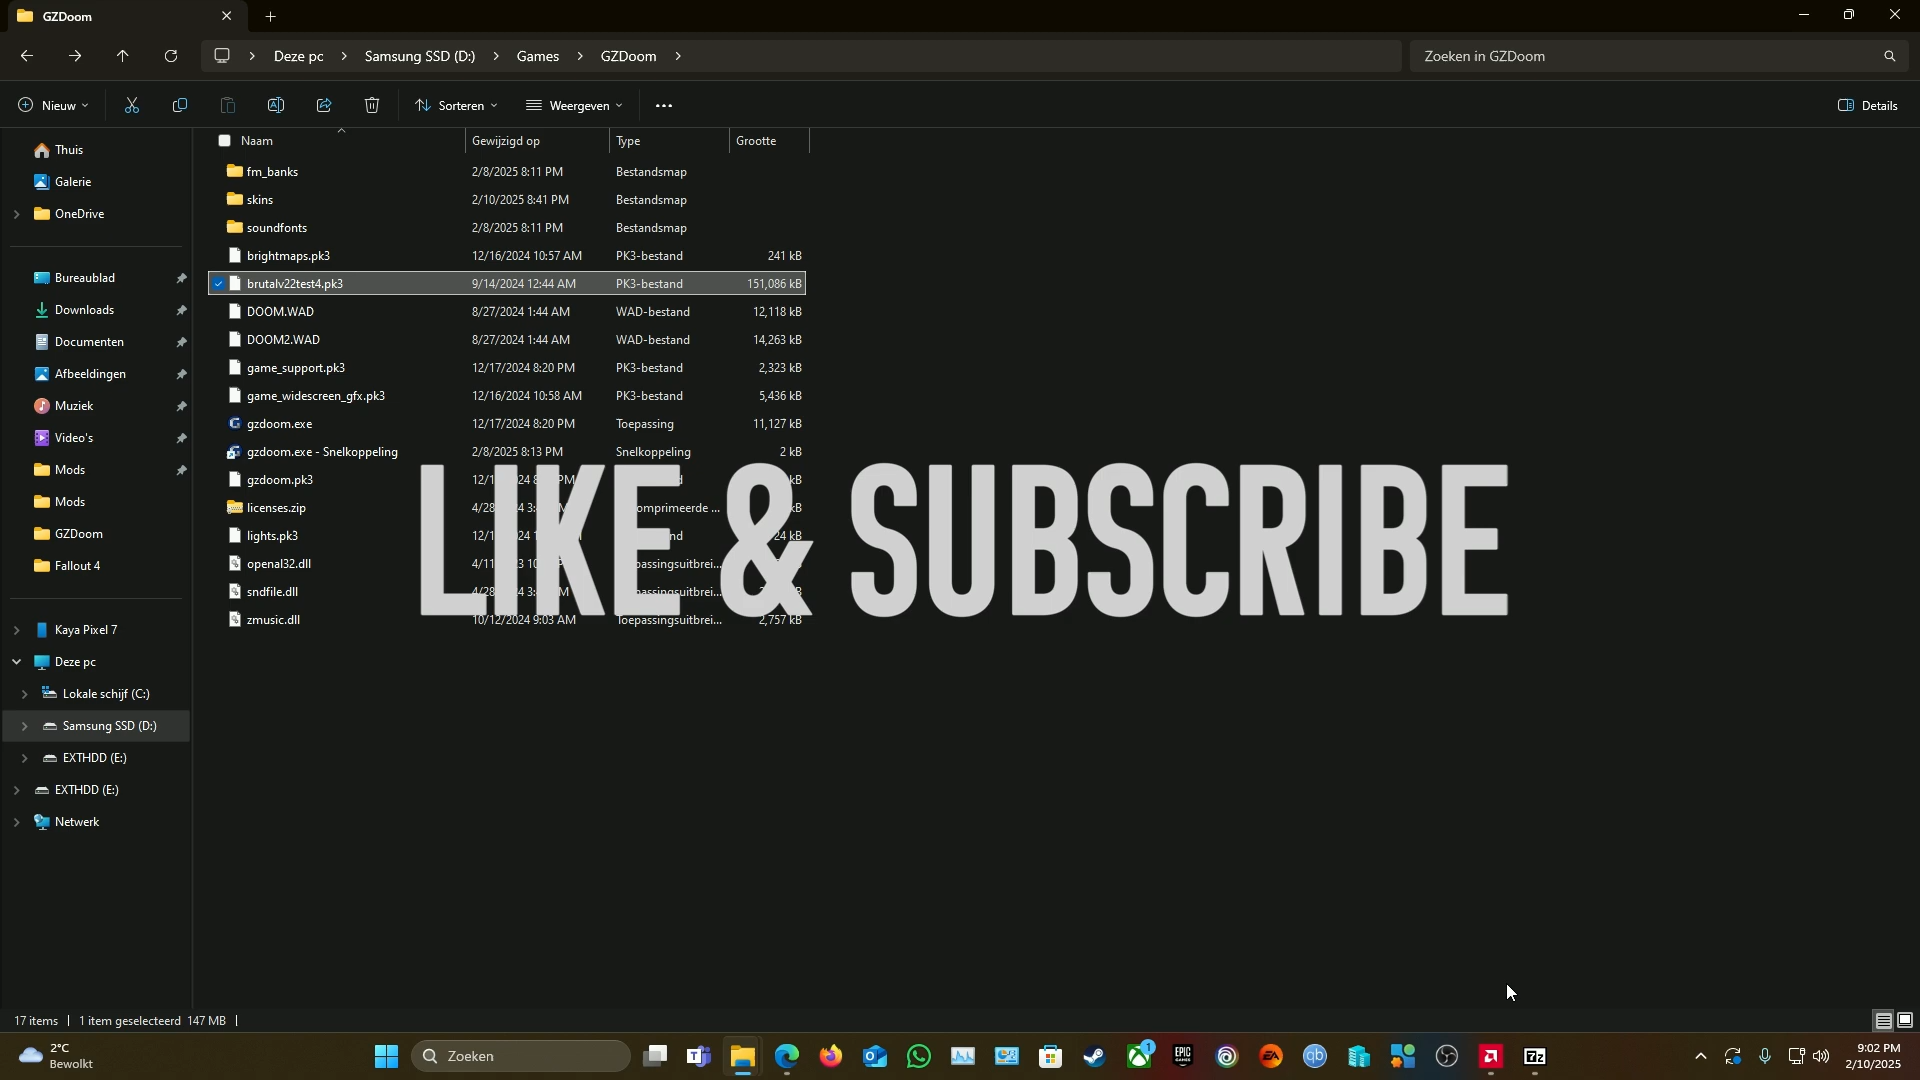 GZDoom
Deze pc > Samsung SSD (D:) > Games > GZDoom >
Zoeken in GZDoom
Nieuw
Sorteren
Weergeven
Details
Thuis
Galerie
OneDrive
Bureaublad
Downloads
Documenten
Afbeeldingen
Muziek
Video's
Mods
Mods
GZDoom
Fallout 4
Kaya Pixel 7
Deze pc
Lokale schijf (C:)
Samsung SSD (D:)
EXTHDD (E:)
EXTHDD (E:)
Netwerk
Naam Gewijzigd op Type Grootte
fm_banks 2/8/2025 8:11 PM Bestandsmap
skins 2/10/2025 8:41 PM Bestandsmap
soundfonts 2/8/2025 8:11 PM Bestandsmap
brightmaps.pk3 12/16/2024 10:57 AM PK3-bestand 241 kB
brutalv22test4.pk3 9/14/2024 12:44 AM PK3-bestand 151,086 kB
DOOM.WAD 8/27/2024 1:44 AM WAD-bestand 12,118 kB
DOOM2.WAD 8/27/2024 1:44 AM WAD-bestand 14,263 kB
game_support.pk3 12/17/2024 8:20 PM PK3-bestand 2,323 kB
game_widescreen_gfx.pk3 12/16/2024 10:58 AM PK3-bestand 5,436 kB
gzdoom.exe 12/17/2024 8:20 PM Toepassing 11,127 kB
gzdoom.exe - Snelkoppeling 2/8/2025 8:13 PM Snelkoppeling 2 kB
gzdoom.pk3
licenses.zip
lights.pk3
openal32.dll
sndfile.dll
zmusic.dll 10/12/2024 9:03 AM Toepassingsuitbrei... 2,757 kB
LIKE & SUBSCRIBE
17 items 1 item geselecteerd 147 MB
2°C
Bewolkt
Zoeken
1
EPIC GAMES
EA
qb
7z
9:02 PM
2/10/2025